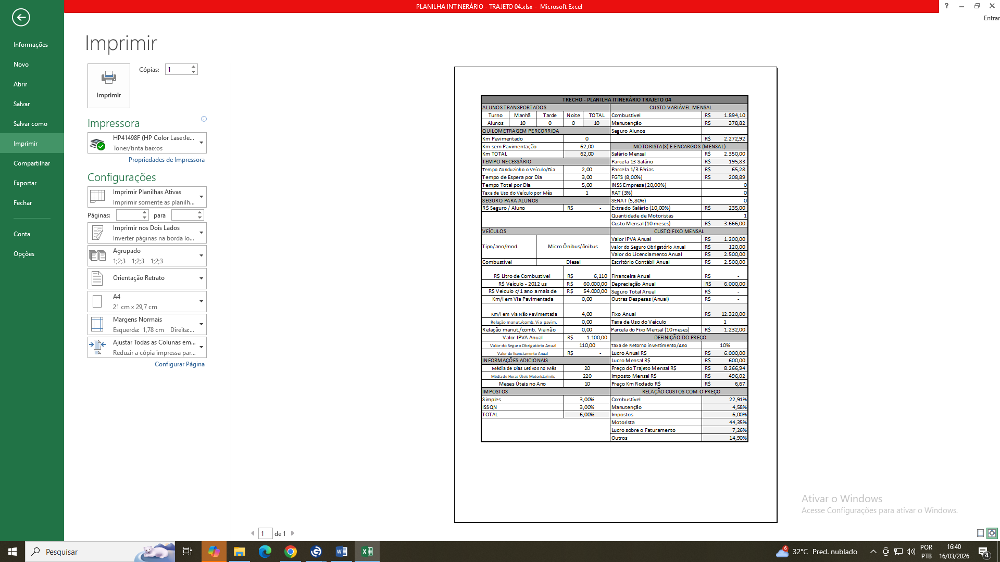 PLANILHA INTINERÁRIO - TRAJETO 04.xlsx - Microsoft Excel
?
Entrar
Informações
Novo
Abrir
Salvar
Salvar como
Imprimir
Compartilhar
Exportar
Fechar
Conta
Opções
Imprimir
Imprimir
Cópias: 1
Impressora
HP41498F (HP Color LaserJe...
Toner/tinta baixos
Propriedades de Impressora
Configurações
Imprimir Planilhas Ativas
Imprimir somente as planilh...
Páginas: para
Imprimir nos Dois Lados
Inverter páginas na borda lo...
Agrupado
1;2;3 1;2;3 1;2;3
Orientação Retrato
A4
21 cm x 29,7 cm
Margens Normais
Esquerda: 1,78 cm Direita:...
Ajustar Todas as Colunas em...
Reduzir a cópia impressa par...
Configurar Página
TRECHO - PLANILHA ITINERÁRIO TRAJETO 04
ALUNOS TRANSPORTADOS CUSTO VARIÁVEL MENSAL
Turno Manhã Tarde Noite TOTAL Combustível R$ 1.894,10
Alunos 10 0 0 10 Manutenção R$ 378,82
QUILOMETRAGEM PERCORRIDA Seguro Alunos
Km Pavimentado 0 R$ 2.272,92
Km sem Pavimentação 62,00 MOTORISTA(S) E ENCARGOS (MENSAL)
Km TOTAL 62,00 Salário Mensal R$ 2.350,00
TEMPO NECESSÁRIO Parcela 13 Salário R$ 195,83
Tempo Conduzinho o Veículo/Dia 2,00 Parcela 1/3 Férias R$ 65,28
Tempo de Espera por Dia 3,00 FGTS (8,00%) R$ 208,89
Tempo Total por Dia 5,00 INSS Empresa (20,00%) 0
Taxa de Uso do Veículo por Mês 1 RAT (3%) 0
SEGURO PARA ALUNOS SENAT (5,80%) 0
R$ Seguro / Aluno R$ - Extra do Salário (10,00%) R$ 235,00
Quantidade de Motoristas 1
Custo Mensal (10 meses) R$ 3.666,00
VEÍCULOS CUSTO FIXO MENSAL
Valor IPVA Anual R$ 1.200,00
Tipo/ano/mod. Micro Ônibus/ônibus Valor do Seguro Obrigatório Anual R$ 120,00
Valor do Licenciamento Anual R$ 2.500,00
Combustível Diesel Escritório Contábil Anual R$ 2.500,00
R$ Litro de Combustível R$ 6,110 Financeira Anual R$ -
R$ Veículo - 2012 us R$ 60.000,00 Depreciação Anual R$ 6.000,00
R$ Veículo c/1 ano a mais de R$ 54.000,00 Seguro Total Anual R$ -
Km/l em Via Pavimentada 0,00 Outras Despesas (Anual) R$ -
Km/l em Via Não Pavimentada 4,00 Fixo Anual R$ 12.320,00
Relação manut./comb. Via pavim. 0,00 Taxa de Uso do Veículo 1
Relação manut./comb. Via não 0,00 Parcela do Fixo Mensal (10 meses) R$ 1.232,00
Valor IPVA Anual R$ 1.100,00 DEFINIÇÃO DO PREÇO
Valor do Seguro Obrigatório Anual 110,00 Taxa de Retorno investimento/Ano 10%
Valor do licenciamento Anual R$ - Lucro Anual R$ R$ 6.000,00
INFORMAÇÕES ADICIONAIS Lucro Mensal R$ R$ 600,00
Média de Dias Letivos no Mês 20 Preço do Trajeto Mensal R$ R$ 8.266,94
Média de Horas Úteis Motorista/mês 220 Imposto Mensal R$ R$ 496,02
Meses Úteis no Ano 10 Preço Km Rodado R$ R$ 6,67
IMPOSTOS RELAÇÃO CUSTOS COM O PREÇO
Simples 3,00% Combustível 22,91%
ISSQN 3,00% Manutenção 4,58%
TOTAL 6,00% Impostos 6,00%
Motorista 44,35%
Lucro sobre o Faturamento 7,26%
Outros 14,90%
Ativar o Windows
Acesse Configurações para ativar o Windows.
1 de 1
Pesquisar
6
32°C Pred. nublado
POR
PTB
16:40
16/03/2026
4